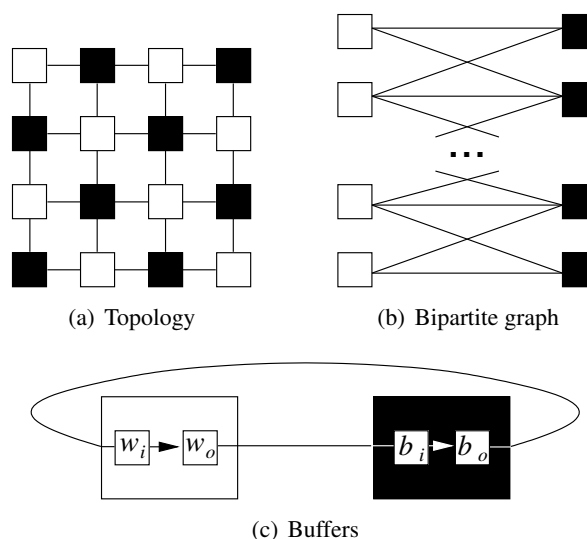 ...
(a) Topology
(b) Bipartite graph
w_i w_o b_i b_o
(c) Buffers